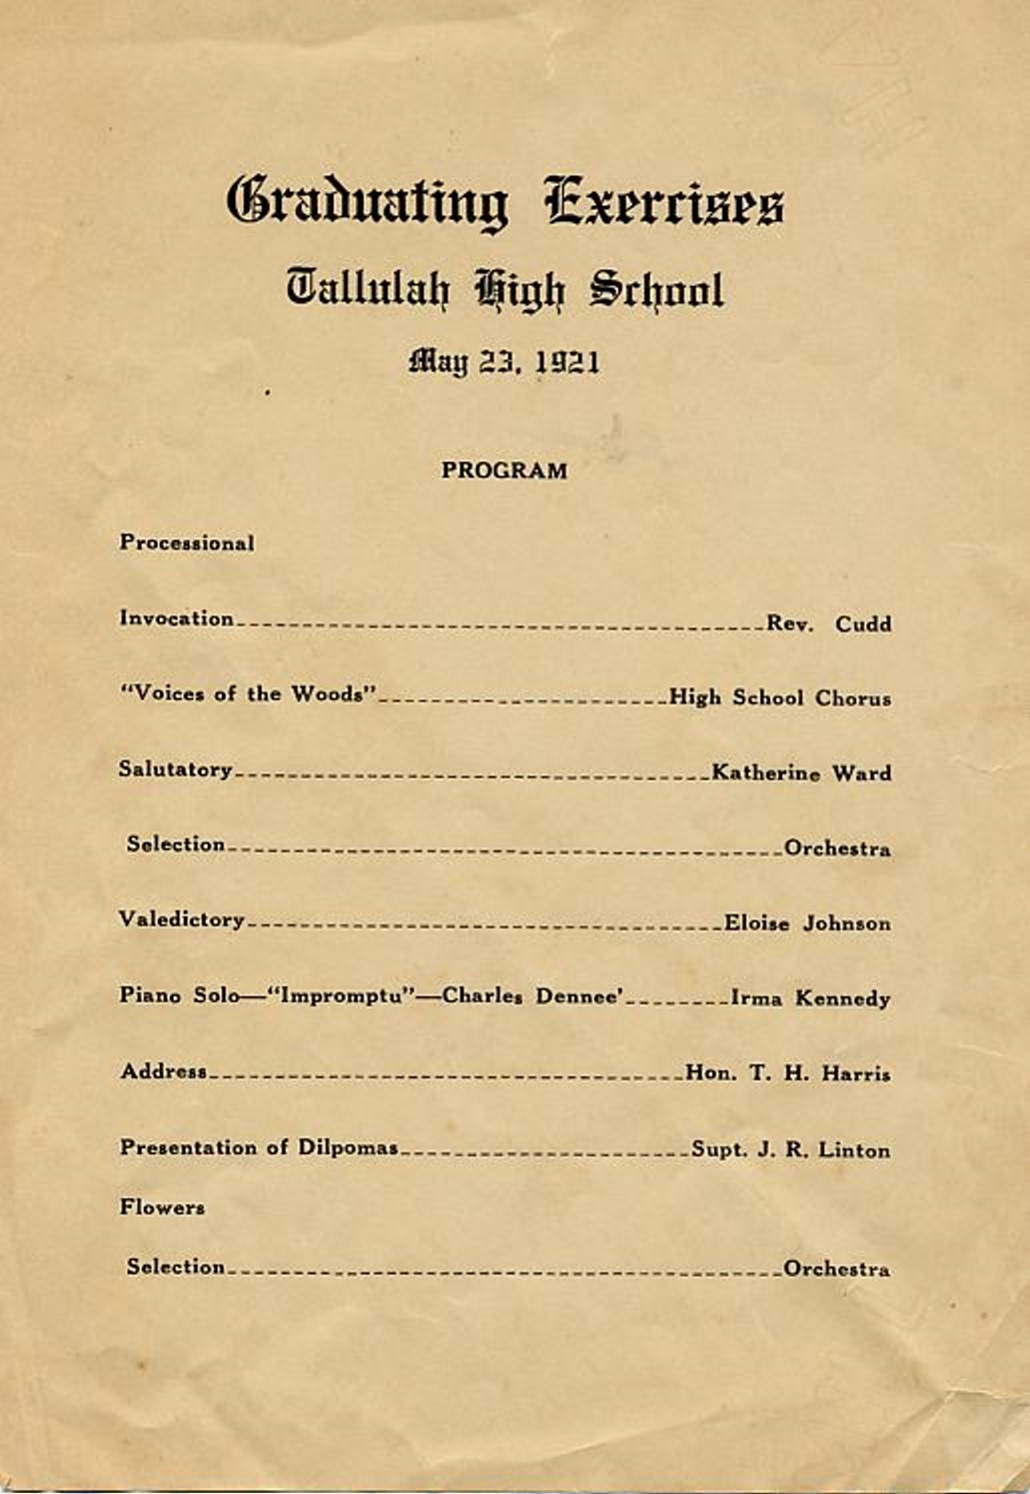 Graduating Exercises
Tallulah High School
May 23, 1921
PROGRAM
Processional
Invocation Rev. Cudd
"Voices of the Woods" High School Chorus
Salutatory Katherine Ward
Selection Orchestra
Valedictory Eloise Johnson
Piano Solo—"Impromptu"—Charles Dennee' Irma Kennedy
Address Hon. T. H. Harris
Presentation of Dilpomas Supt. J. R. Linton
Flowers
Selection Orchestra